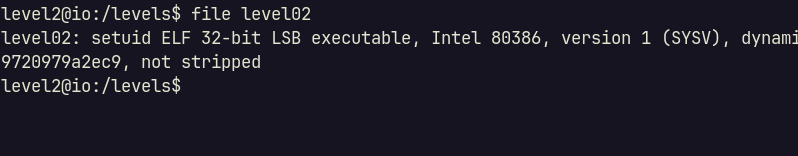 level2@io:/levels$ file level02
level02: setuid ELF 32-bit LSB executable, Intel 80386, version 1 (SYSV), dynami
9720979a2ec9, not stripped
level2@io:/levels$